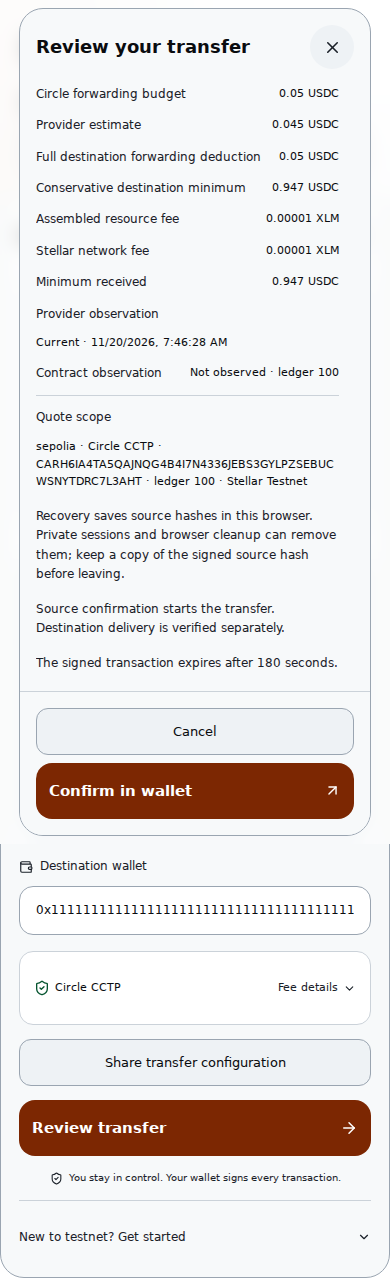 Review your transfer
Circle forwarding budget 0.05 USDC
Provider estimate 0.045 USDC
Full destination forwarding deduction 0.05 USDC
Conservative destination minimum 0.947 USDC
Assembled resource fee 0.00001 XLM
Stellar network fee 0.00001 XLM
Minimum received 0.947 USDC
Provider observation
Current · 11/20/2026, 7:46:28 AM
Contract observation Not observed · ledger 100
Quote scope
sepolia · Circle CCTP ·
CARH6IA4TA5QAJNQG4B4I7N4336JEBS3GYLPZSEBUC
WSNYTDRC7L3AHT · ledger 100 · Stellar Testnet
Recovery saves source hashes in this browser.
Private sessions and browser cleanup can remove
them; keep a copy of the signed source hash
before leaving.
Source confirmation starts the transfer.
Destination delivery is verified separately.
The signed transaction expires after 180 seconds.
Cancel
Confirm in wallet
Destination wallet
0x1111111111111111111111111111111111111111
Circle CCTP Fee details
Share transfer configuration
Review transfer
You stay in control. Your wallet signs every transaction.
New to testnet? Get started